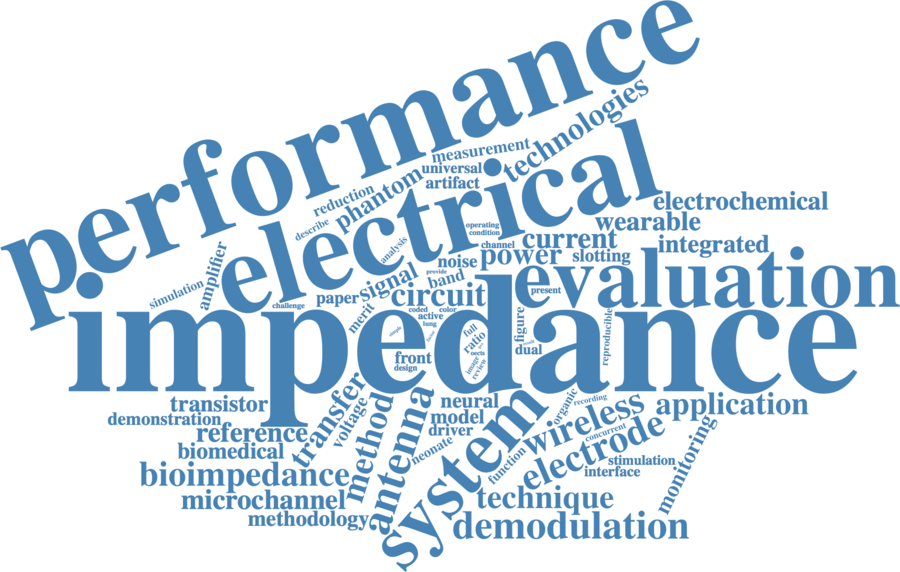 performance
technologies
measurement
universal
artifact
phantom
reduction
describe
electrical
analysis
operating
condition
channel
electrochemical
wearable
current
integrated
power
slotting
noise
band
provide
signal
amplifier
simulation
challenge
paper
merit
circuit
evaluation
present
impedance
coded
color
active
lung
full
ratio
oects
image
review
front
design
figure
dual
reproducible
transistor
demonstration
reference
biomedical
bioimpedance
microchannel
methodology
transfer
voltage
method
antenna
neonate
neural
model
driver
system
function
organic
recording
wireless
concurrent
electrode
application
monitoring
stimulation
interface
technique
demodulation